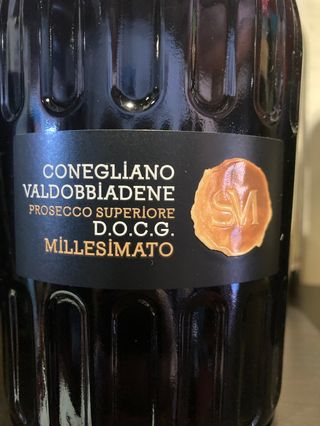 CONEGLiANO
VALDOBBiADENE
PROSECCO SUPERiORE
D.O.C.G.
MiLLESiMATO
SM